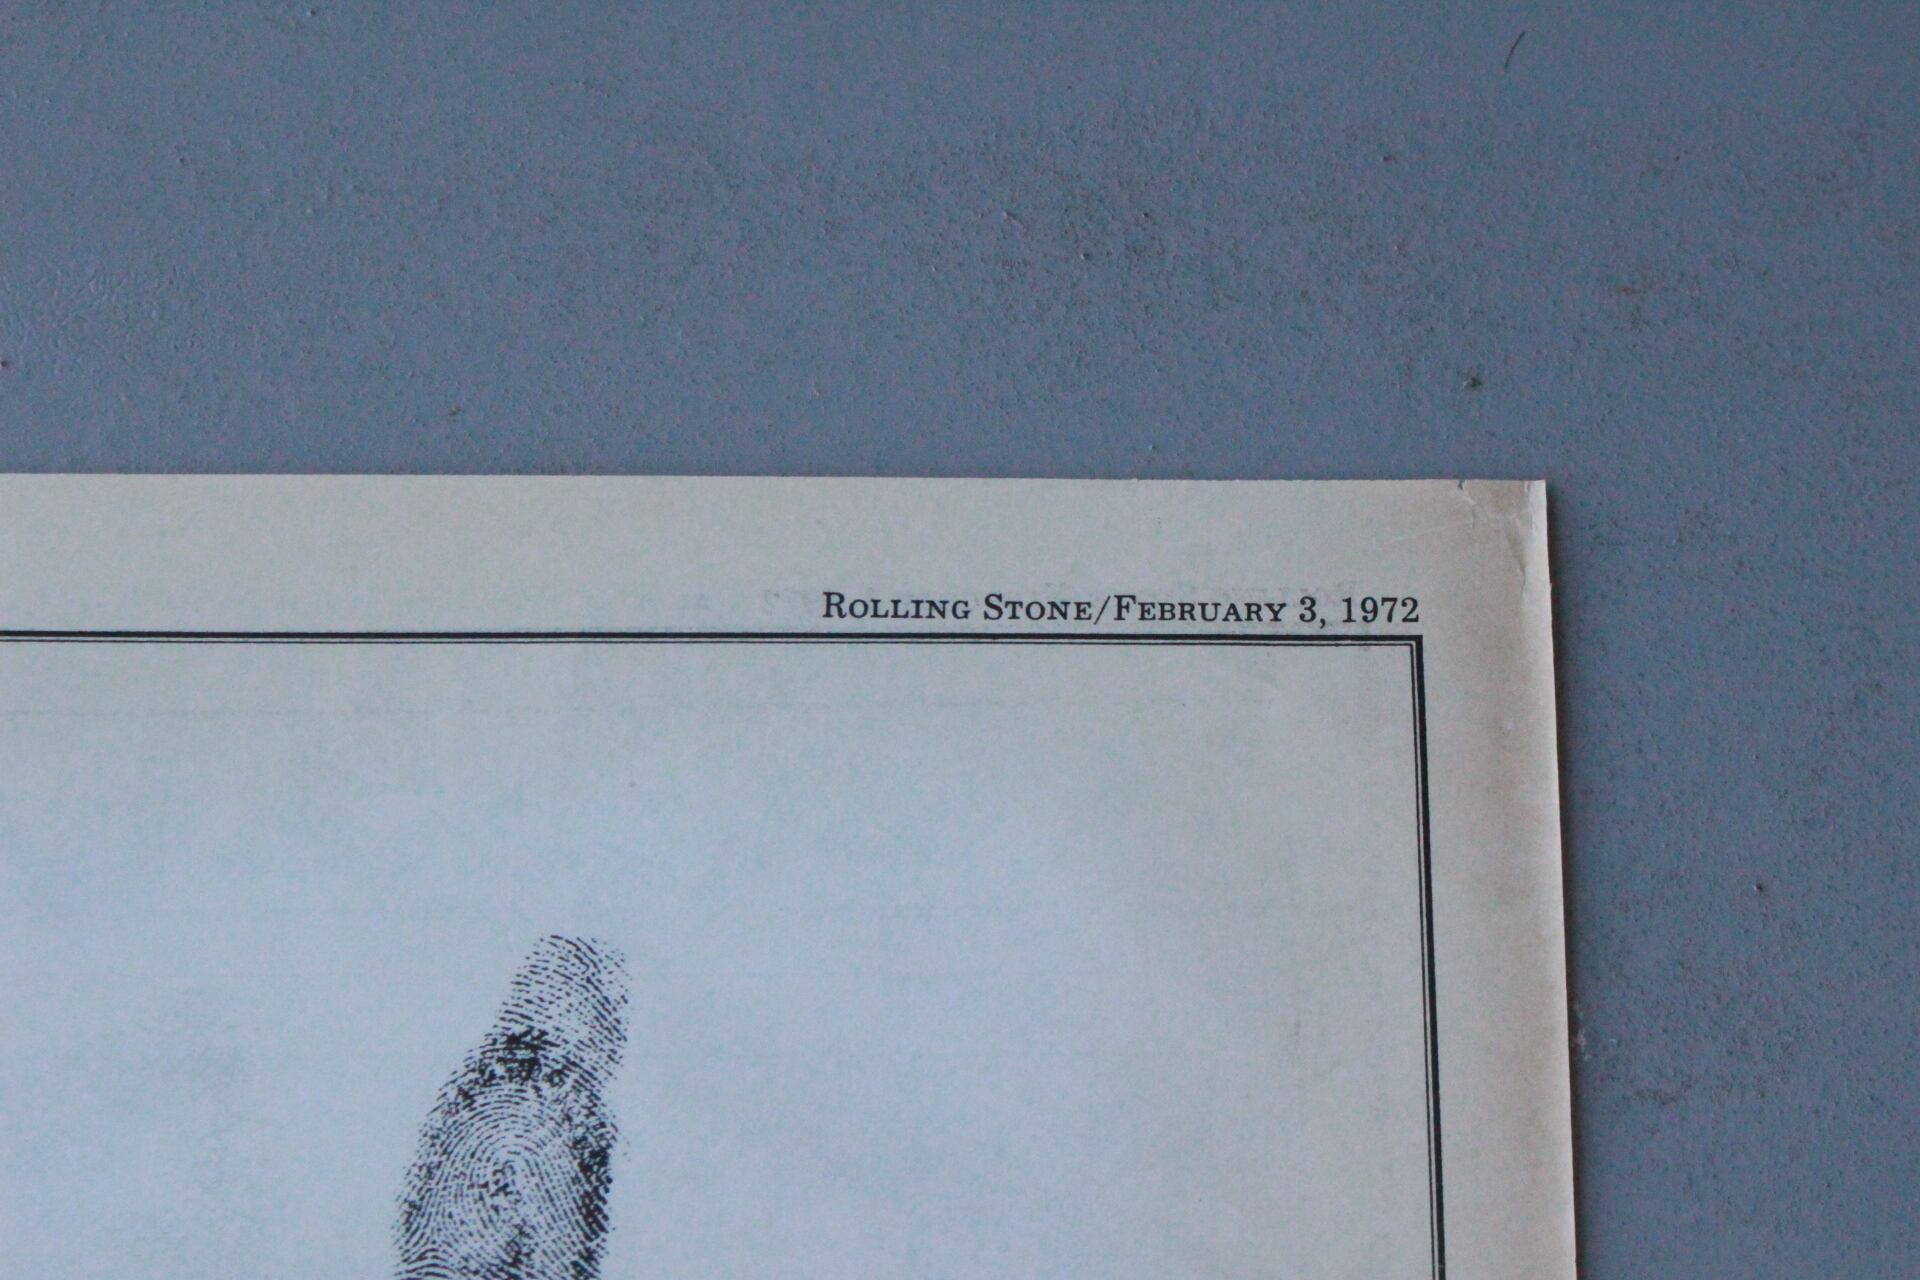 Rolling Stone/February 3, 1972